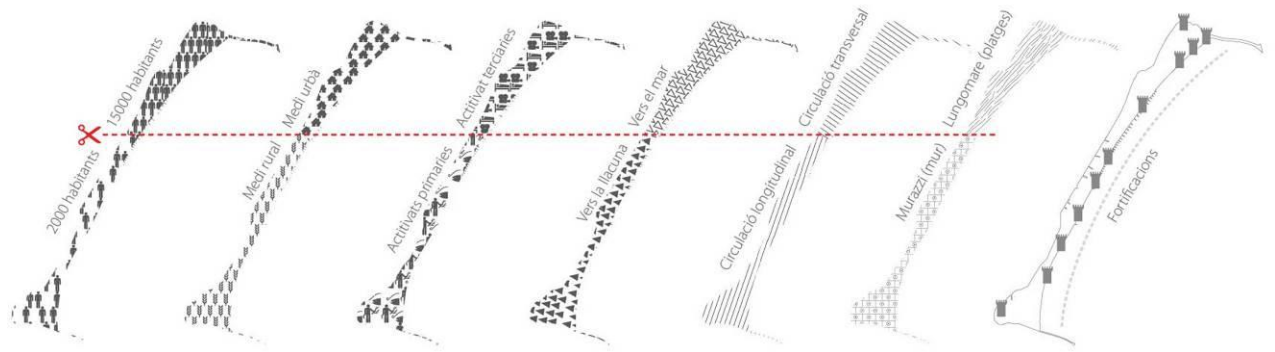 15000 habitants
2000 habitants
Medi urbà
Medi rural
Actitivat terciaries
Actitivats primaries
Vers el mar
Vers la llacuna
Circulació transversal
Circulació longitudinal
Lungomare (platges)
Murazzi (mur)
Fortificacions